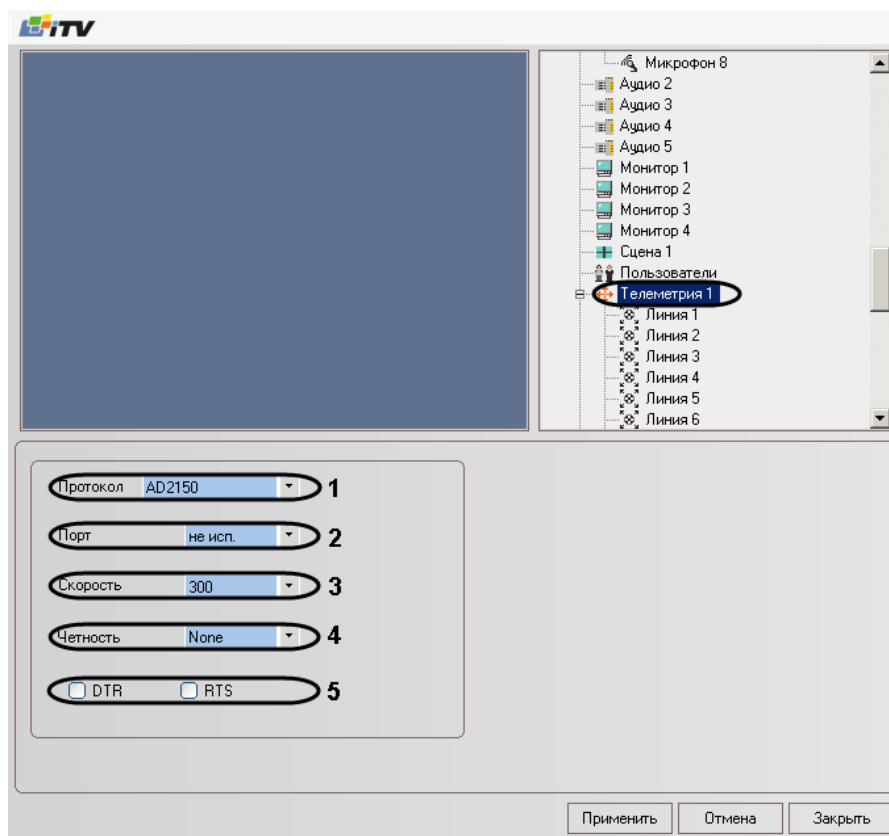 iTV
Микрофон 8
Аудио 2
Аудио 3
Аудио 4
Аудио 5
Монитор 1
Монитор 2
Монитор 3
Монитор 4
Сцена 1
Пользователи
Телеметрия 1
Линия 1
Линия 2
Линия 3
Линия 4
Линия 5
Линия 6
Протокол AD2150 1
Порт не исп. 2
Скорость 300 3
Четность None 4
DTR RTS 5
Применить Отмена Закрыть